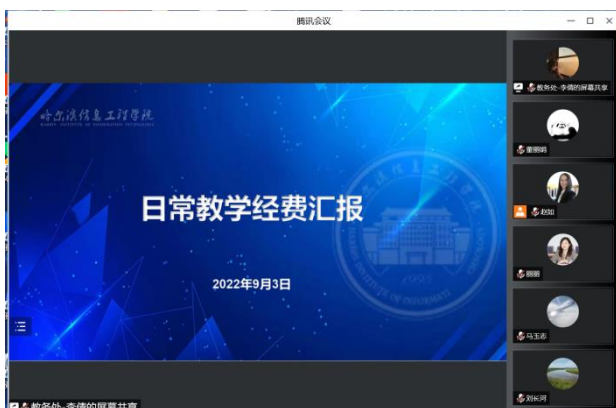 腾讯会议
哈尔滨信息工程学院
日常教学经费汇报
2022年9月3日
教务处-李倩的屏幕共享
董丽娟
赵如
丽丽
马玉志
刘长河
教务处-李倩的屏幕共享